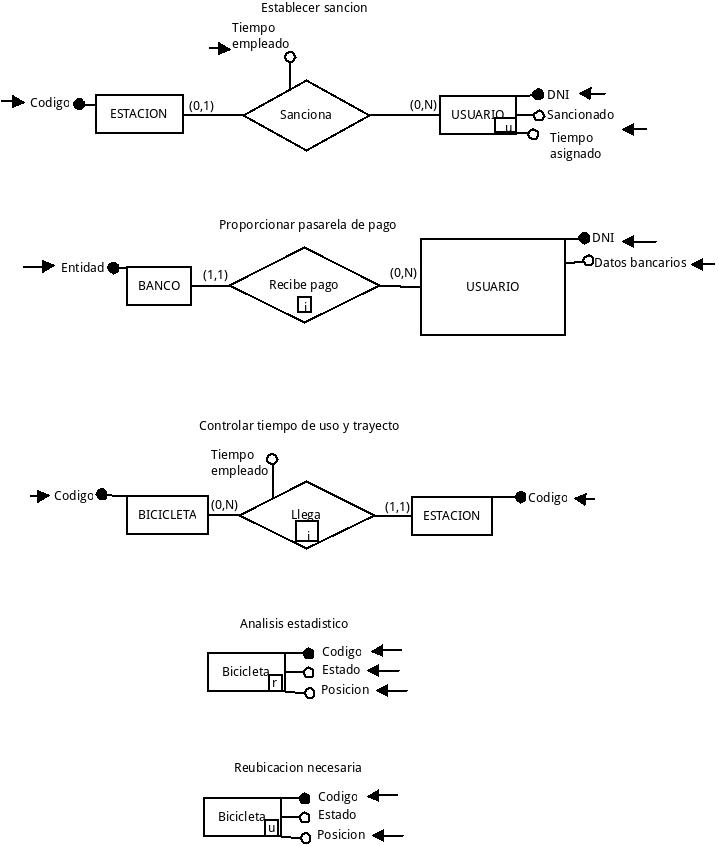 Establecer sancion
Tiempo
empleado
Codigo
ESTACION
(0,1)
Sanciona
(0,N)
USUARIO
u
DNI
Sancionado
Tiempo
asignado
Proporcionar pasarela de pago
Entidad
BANCO
(1,1)
Recibe pago
i
(0,N)
USUARIO
DNI
Datos bancarios
Controlar tiempo de uso y trayecto
Tiempo
empleado
Codigo
BICICLETA
(0,N)
Llega
i
(1,1)
ESTACION
Codigo
Analisis estadistico
Bicicleta
r
Codigo
Estado
Posicion
Reubicacion necesaria
Bicicleta
u
Codigo
Estado
Posicion